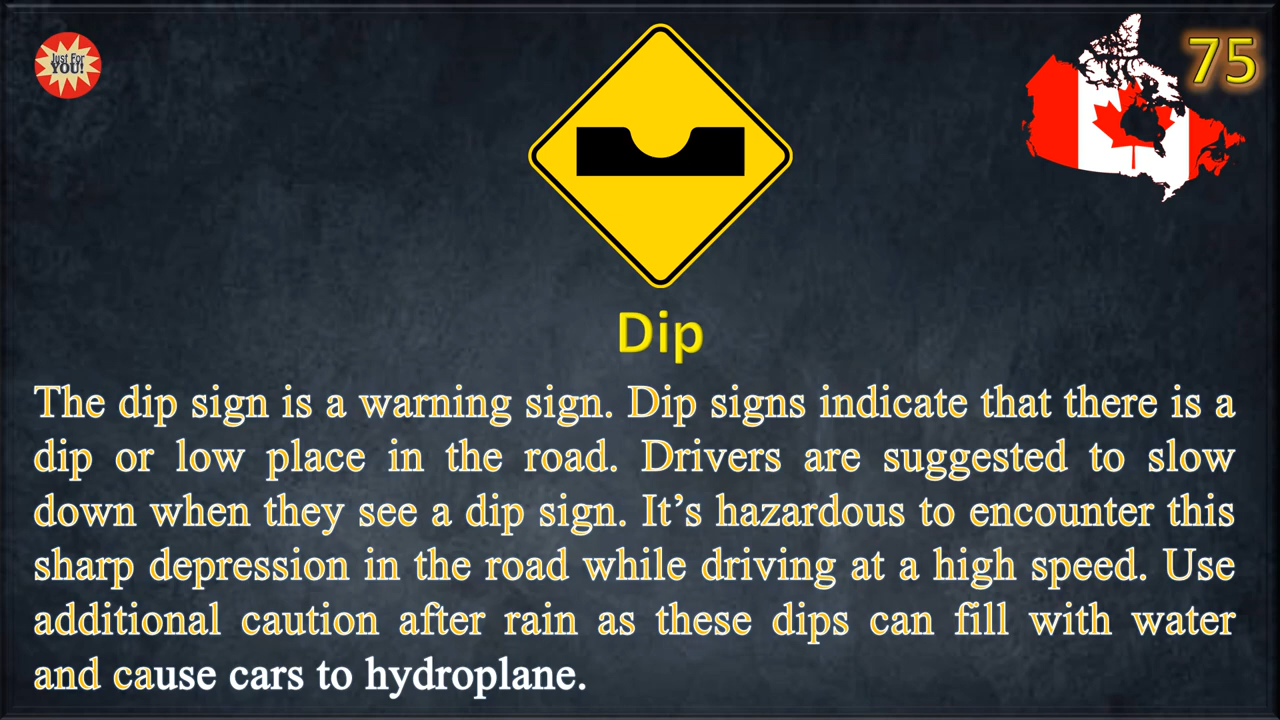 Just For
YOU!
75
Dip
The dip sign is a warning sign. Dip signs indicate that there is a
dip or low place in the road. Drivers are suggested to slow
down when they see a dip sign. It’s hazardous to encounter this
sharp depression in the road while driving at a high speed. Use
additional caution after rain as these dips can fill with water
and cause cars to hydroplane.